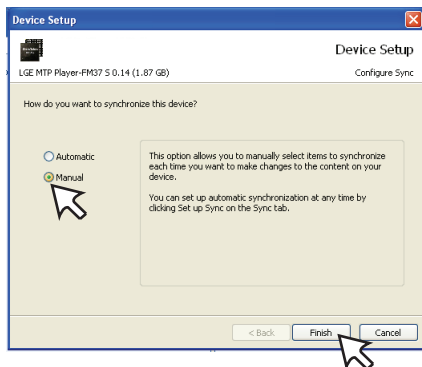 Device Setup
Device Setup
LGE MTP Player-FM37 S 0.14 (1.87 GB)
Configure Sync
How do you want to synchronize this device?
Automatic
Manual
This option allows you to manually select items to synchronize
each time you want to make changes to the content on your
device.
You can set up automatic synchronization at any time by
clicking Set up Sync on the Sync tab.
< Back
Finish
Cancel